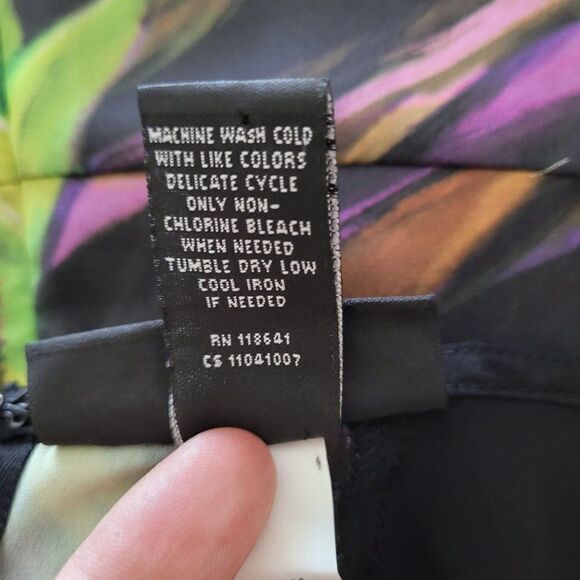 MACHINE WASH COLD
WITH LIKE COLORS
DELICATE CYCLE
ONLY NON-
CHLORINE BLEACH
WHEN NEEDED
TUMBLE DRY LOW
COOL IRON
IF NEEDED
RN 118641
CS 11041007